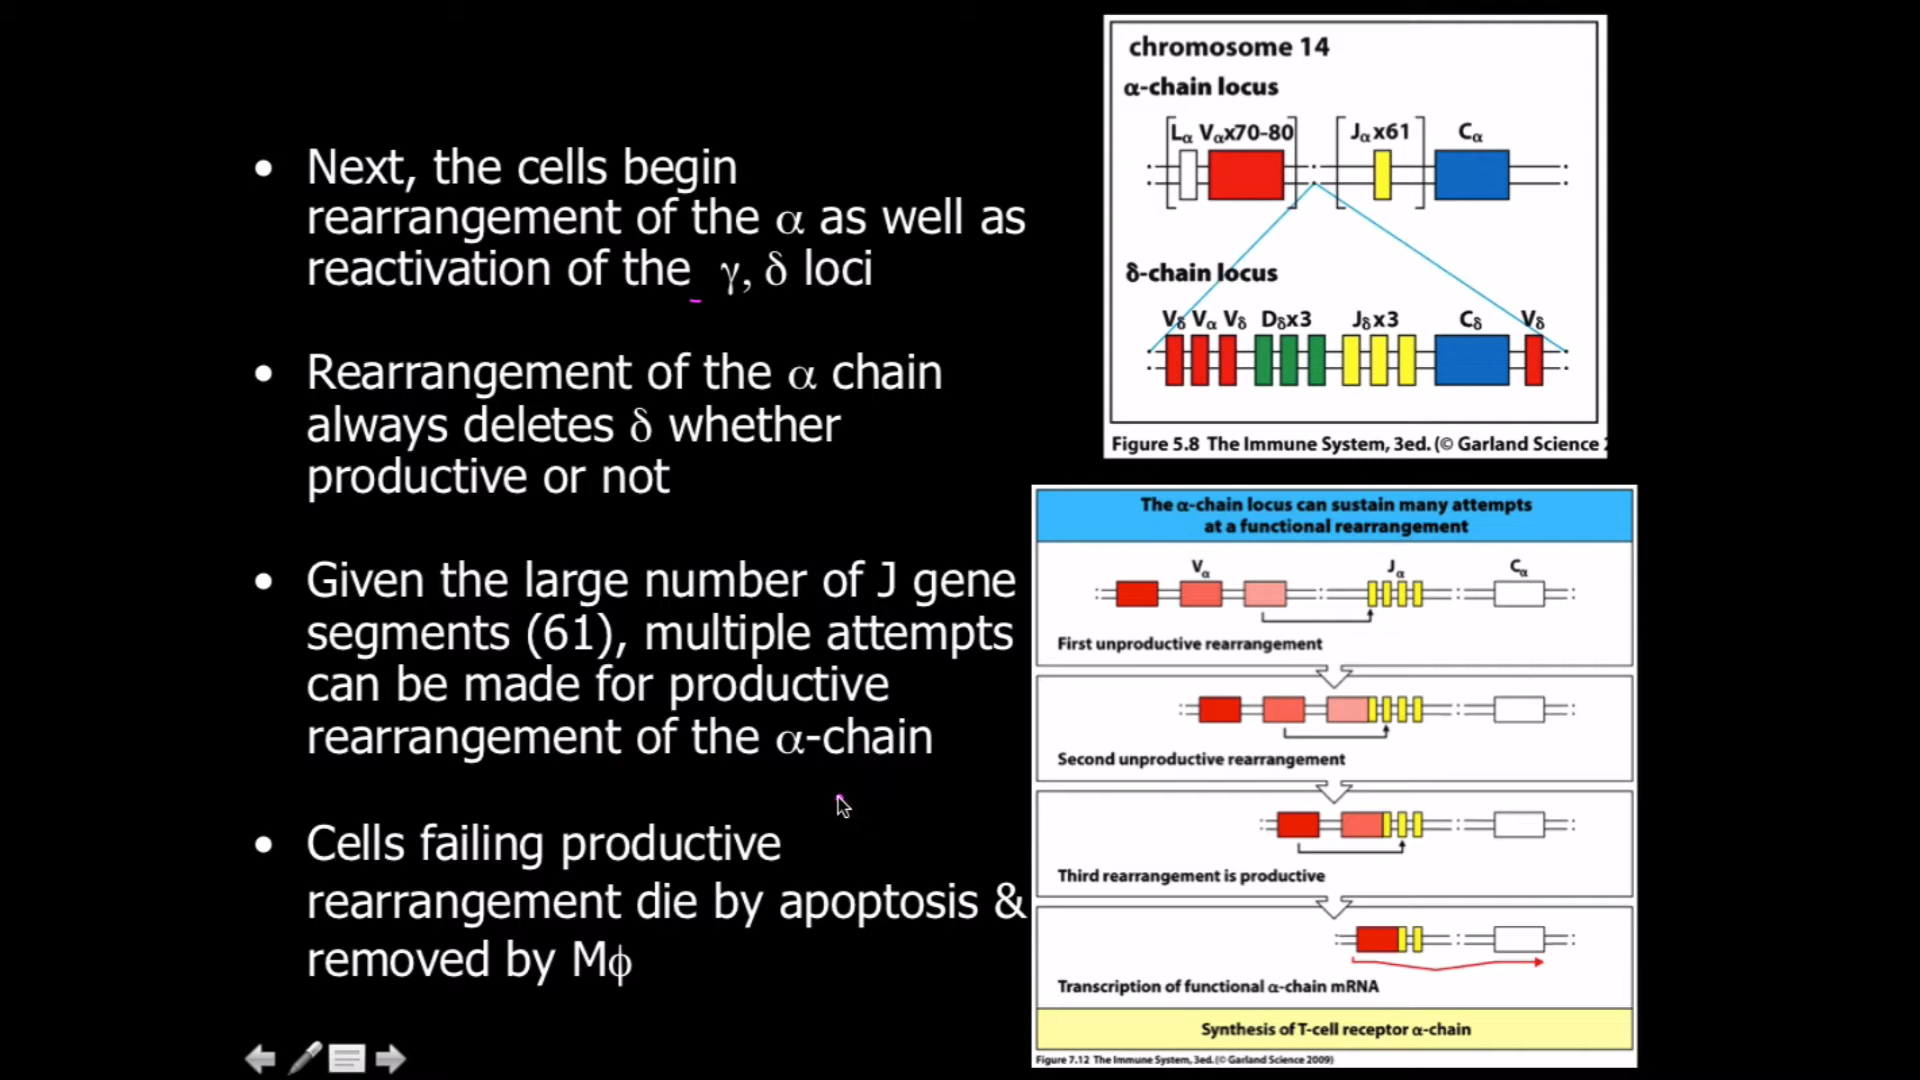 • Next, the cells begin
rearrangement of the α as well as
reactivation of the γ, δ loci
• Rearrangement of the α chain
always deletes δ whether
productive or not
• Given the large number of J gene
segments (61), multiple attempts
can be made for productive
rearrangement of the α-chain
• Cells failing productive
rearrangement die by apoptosis &
removed by Mϕ
chromosome 14
α-chain locus
Lα Vαx70-80 Jαx61 Cα
δ-chain locus
Vδ Vα Vδ Dδx3 Jδx3 Cδ Vδ
Figure 5.8 The Immune System, 3ed. (© Garland Science
The α-chain locus can sustain many attempts
at a functional rearrangement
Vα Jα Cα
First unproductive rearrangement
Second unproductive rearrangement
Third rearrangement is productive
Transcription of functional α-chain mRNA
Synthesis of T-cell receptor α-chain
Figure 7.12 The Immune System, 3ed. (© Garland Science 2009)